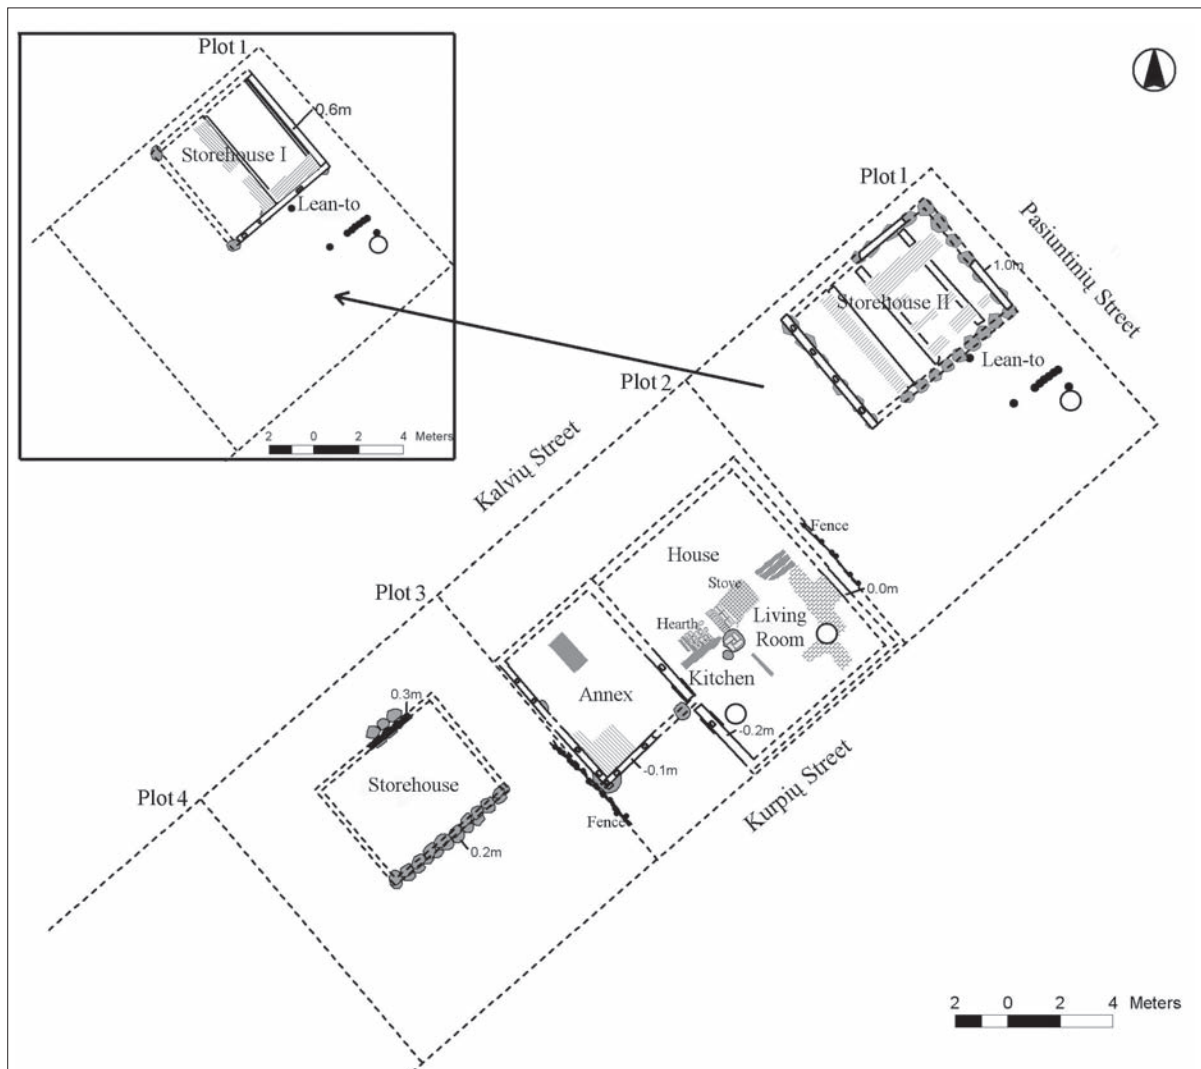 Plot 1
0.6m
Storehouse I
Lean-to
2 0 2 4 Meters
Plot 1
Pasiuntinių Street
1.0m
Storehouse II
Lean-to
Plot 2
Kalvių Street
Fence
House
Stove
0.0m
Plot 3
Hearth
Living
Room
Kitchen
Annex
0.3m
-0.2m
-0.1m
Storehouse
Kurpių Street
Plot 4
Fence
0.2m
2 0 2 4 Meters